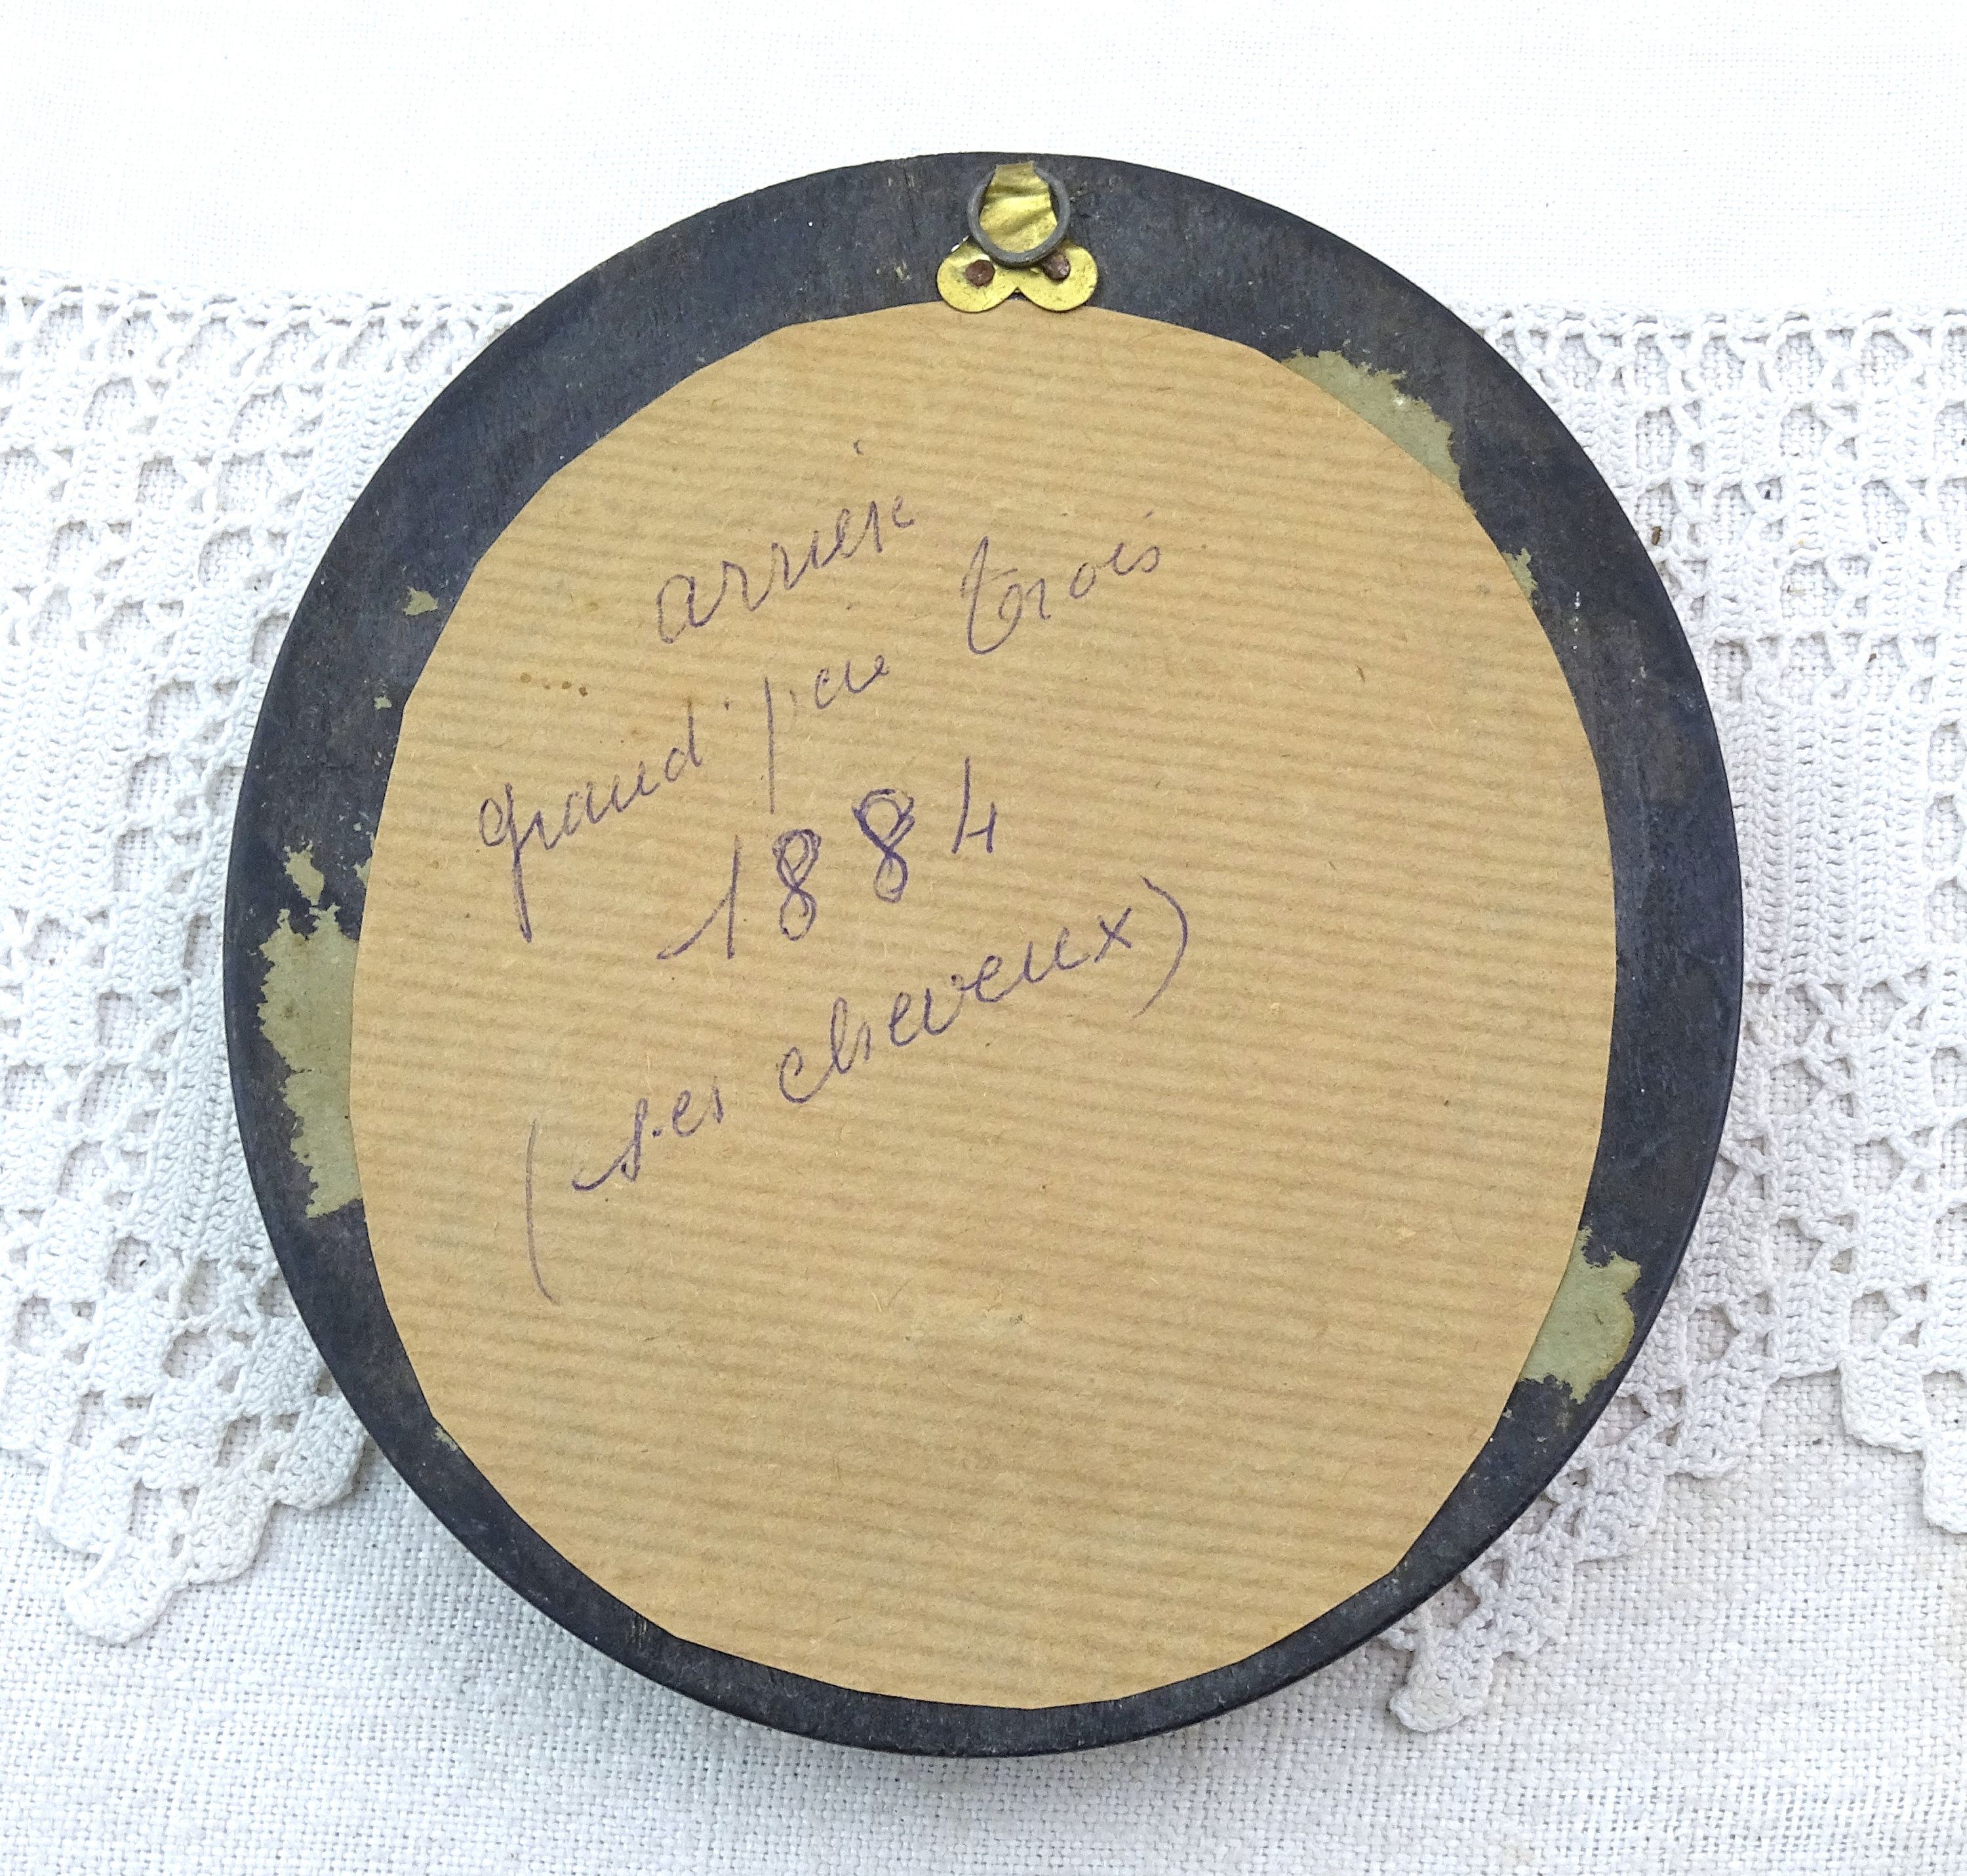 arrière
grand'père trois
1884
(ses cheveux)